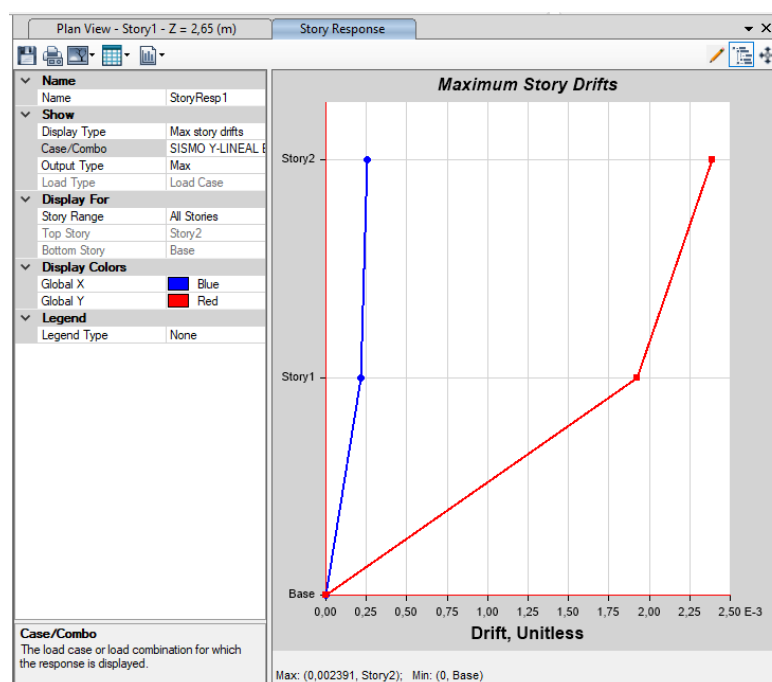 Plan View - Story1 - Z = 2,65 (m)
Story Response
Name
Name StoryResp1
Show
Display Type Max story drifts
Case/Combo SISMO Y-LINEAL E
Output Type Max
Load Type Load Case
Display For
Story Range All Stories
Top Story Story2
Bottom Story Base
Display Colors
Global X Blue
Global Y Red
Legend
Legend Type None
Case/Combo
The load case or load combination for which
the response is displayed.
Maximum Story Drifts
Story2
Story1
Base
0,00 0,25 0,50 0,75 1,00 1,25 1,50 1,75 2,00 2,25 2,50 E-3
Drift, Unitless
Max: (0,002391, Story2); Min: (0, Base)